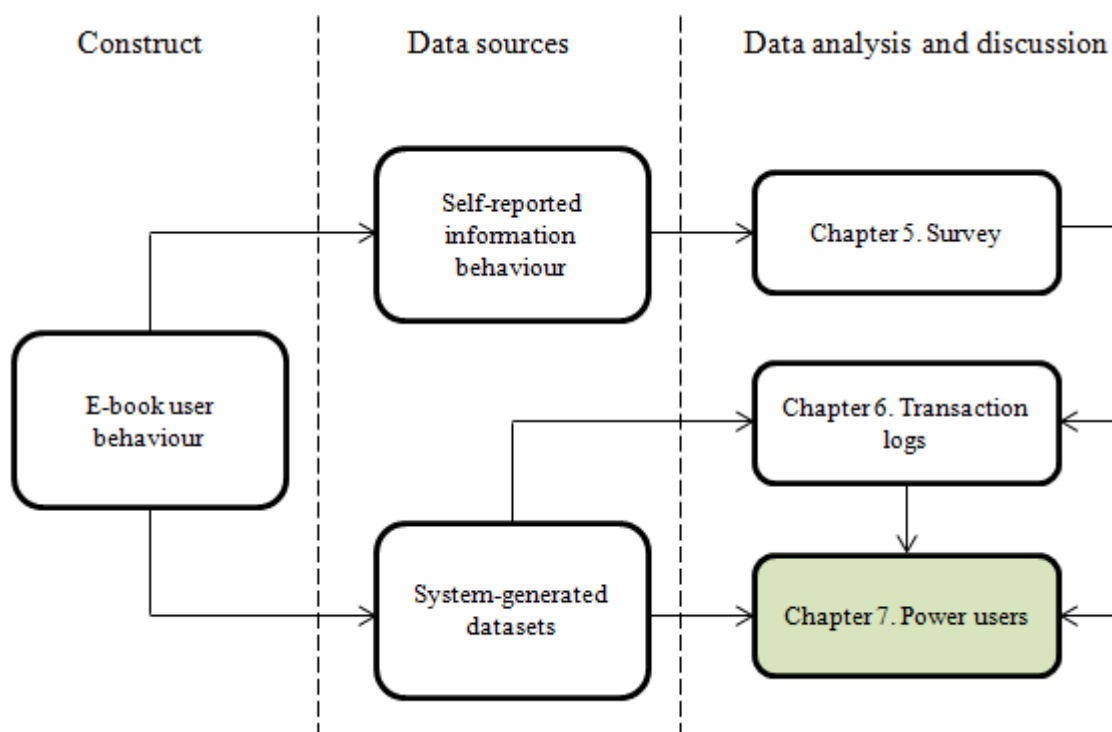 Construct
Data sources
Data analysis and discussion
Self-reported
information
behaviour
Chapter 5. Survey
E-book user
behaviour
Chapter 6. Transaction
logs
System-generated
datasets
Chapter 7. Power users